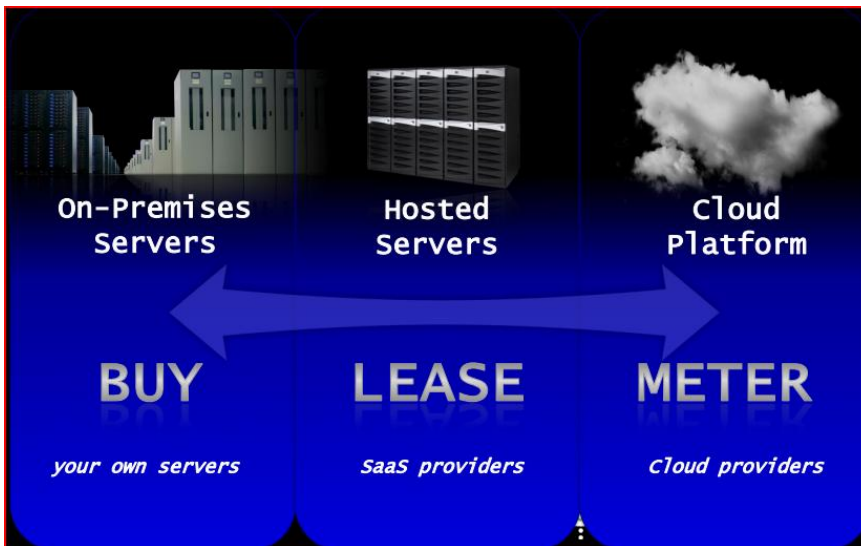 On-Premises
Servers
Hosted
Servers
Cloud
Platform
BUY
LEASE
METER
your own servers
SaaS providers
Cloud providers